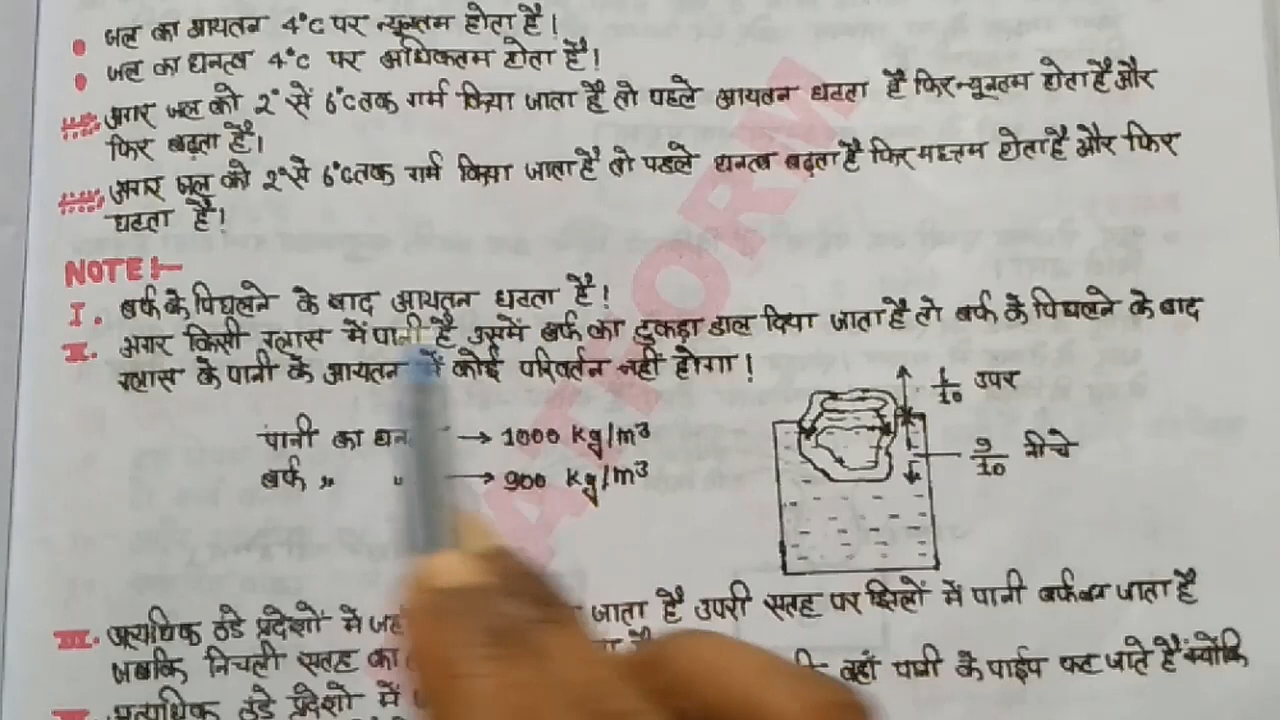 जल का आयतन 4°C पर न्यूनतम होता है।
जल का घनत्व 4°C पर अधिकतम होता है।
अगर जल को 2° से 6°C तक गर्म किया जाता है तो पहले आयतन घटता है फिर न्यूनतम होता है और
फिर बढ़ता है।
अगर जल को 2° से 6°C तक गर्म किया जाता है तो पहले घनत्व बढ़ता है फिर महत्तम होता है और फिर
घटता है।
NOTE:-
I. बर्फ के पिघलने के बाद आयतन घटता है।
II. अगर किसी ग्लास में पानी है उसमें बर्फ का टुकड़ा डाल दिया जाता है तो बर्फ के पिघलने के बाद
ग्लास के पानी के आयतन में कोई परिवर्तन नहीं होगा।
1/10 उपर
पानी का घन → 1000 Kg/m³
9/10 नीचे
बर्फ " " → 900 Kg/m³
III. अत्यधिक ठंडे प्रदेशों में जाता है उपरी सतह पर झिलों में पानी बर्फ बन जाता है
जबकि निचली सतह का वहाँ पानी के पाईप फट जाते हैं क्योंकि
अत्यधिक ठंडे प्रदेशो में